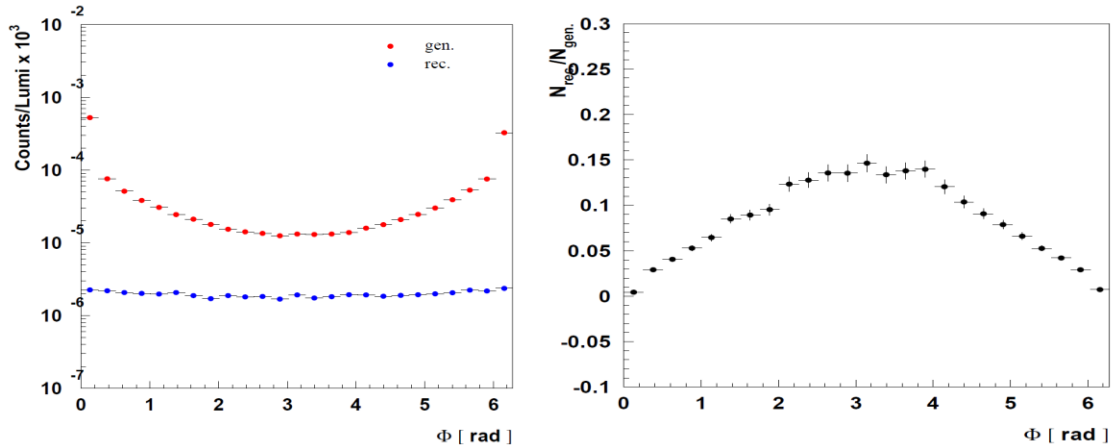 10 -2
10 -3
10 -4
10 -5
10 -6
10 -7
Counts/Lumi x 10³
gen.
rec.
0 1 2 3 4 5 6
Φ [ rad ]
0.3
0.25
0.2
0.15
0.1
0.05
0
-0.05
-0.1
N_rec./N_gen.
0 1 2 3 4 5 6
Φ [ rad ]